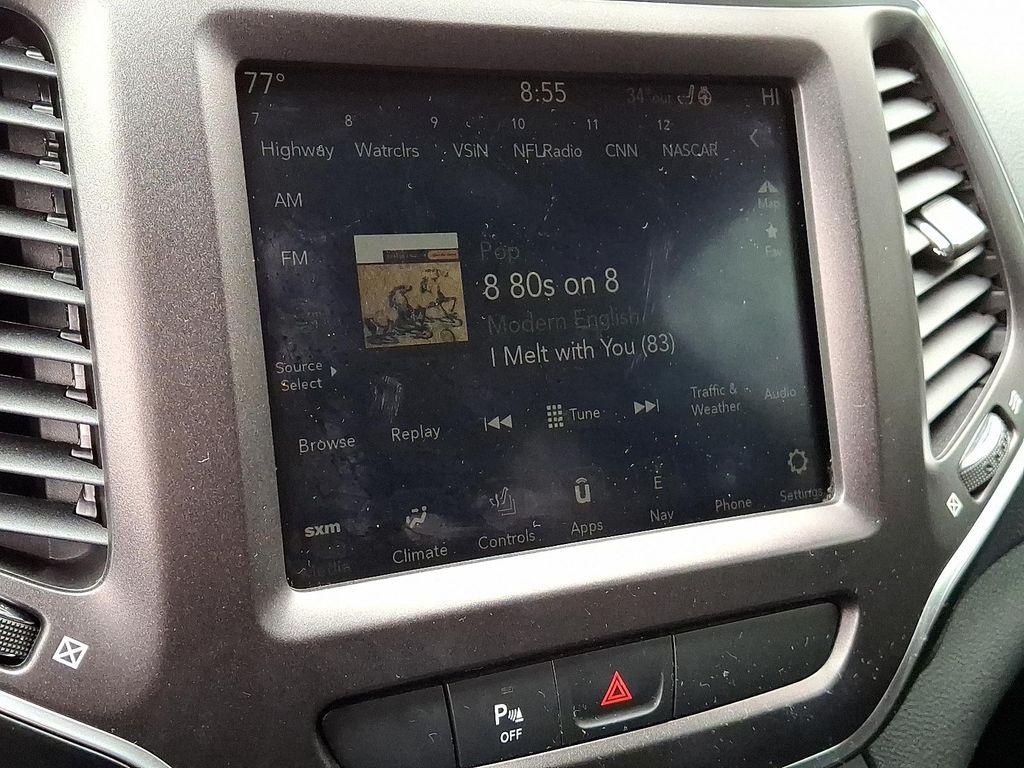 77° 8:55 34° out HI
7 8 9 10 11 12
Highway Watrclrs VSiN NFLRadio CNN NASCAR
AM
Map
Pop
Fav
FM
8 80s on 8
Modern English
I Melt with You (83)
Source
Select
Browse Replay Tune Traffic &
Weather
Audio
sxm
Climate Controls Apps
E
Nav Phone Settings
P
OFF